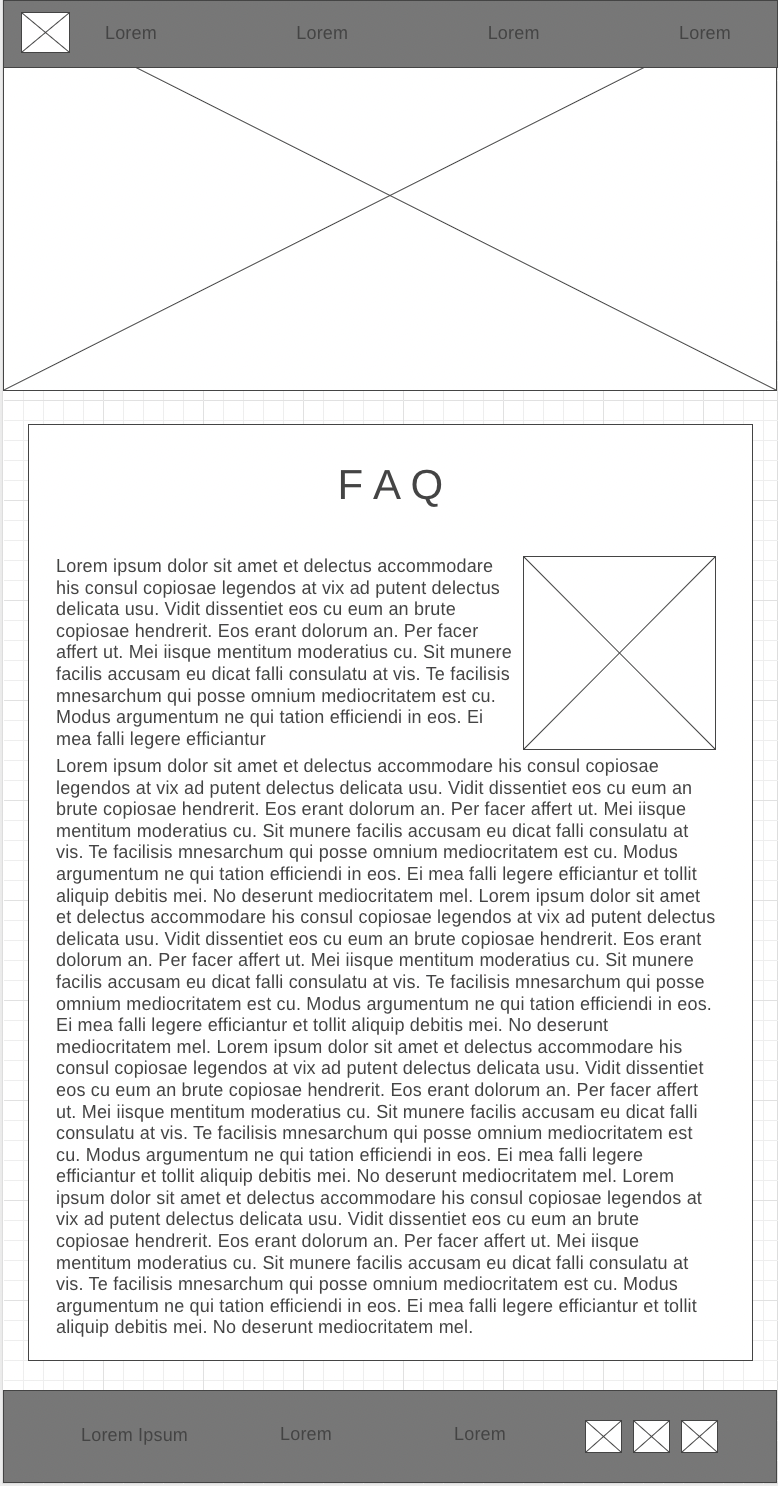 Lorem Lorem Lorem Lorem
FAQ
Lorem ipsum dolor sit amet et delectus accommodare
his consul copiosae legendos at vix ad putent delectus
delicata usu. Vidit dissentiet eos cu eum an brute
copiosae hendrerit. Eos erant dolorum an. Per facer
affert ut. Mei iisque mentitum moderatius cu. Sit munere
facilis accusam eu dicat falli consulatu at vis. Te facilisis
mnesarchum qui posse omnium mediocritatem est cu.
Modus argumentum ne qui tation efficiendi in eos. Ei
mea falli legere efficiantur
Lorem ipsum dolor sit amet et delectus accommodare his consul copiosae
legendos at vix ad putent delectus delicata usu. Vidit dissentiet eos cu eum an
brute copiosae hendrerit. Eos erant dolorum an. Per facer affert ut. Mei iisque
mentitum moderatius cu. Sit munere facilis accusam eu dicat falli consulatu at
vis. Te facilisis mnesarchum qui posse omnium mediocritatem est cu. Modus
argumentum ne qui tation efficiendi in eos. Ei mea falli legere efficiantur et tollit
aliquip debitis mei. No deserunt mediocritatem mel. Lorem ipsum dolor sit amet
et delectus accommodare his consul copiosae legendos at vix ad putent delectus
delicata usu. Vidit dissentiet eos cu eum an brute copiosae hendrerit. Eos erant
dolorum an. Per facer affert ut. Mei iisque mentitum moderatius cu. Sit munere
facilis accusam eu dicat falli consulatu at vis. Te facilisis mnesarchum qui posse
omnium mediocritatem est cu. Modus argumentum ne qui tation efficiendi in eos.
Ei mea falli legere efficiantur et tollit aliquip debitis mei. No deserunt
mediocritatem mel. Lorem ipsum dolor sit amet et delectus accommodare his
consul copiosae legendos at vix ad putent delectus delicata usu. Vidit dissentiet
eos cu eum an brute copiosae hendrerit. Eos erant dolorum an. Per facer affert
ut. Mei iisque mentitum moderatius cu. Sit munere facilis accusam eu dicat falli
consulatu at vis. Te facilisis mnesarchum qui posse omnium mediocritatem est
cu. Modus argumentum ne qui tation efficiendi in eos. Ei mea falli legere
efficiantur et tollit aliquip debitis mei. No deserunt mediocritatem mel. Lorem
ipsum dolor sit amet et delectus accommodare his consul copiosae legendos at
vix ad putent delectus delicata usu. Vidit dissentiet eos cu eum an brute
copiosae hendrerit. Eos erant dolorum an. Per facer affert ut. Mei iisque
mentitum moderatius cu. Sit munere facilis accusam eu dicat falli consulatu at
vis. Te facilisis mnesarchum qui posse omnium mediocritatem est cu. Modus
argumentum ne qui tation efficiendi in eos. Ei mea falli legere efficiantur et tollit
aliquip debitis mei. No deserunt mediocritatem mel.
Lorem Ipsum Lorem Lorem